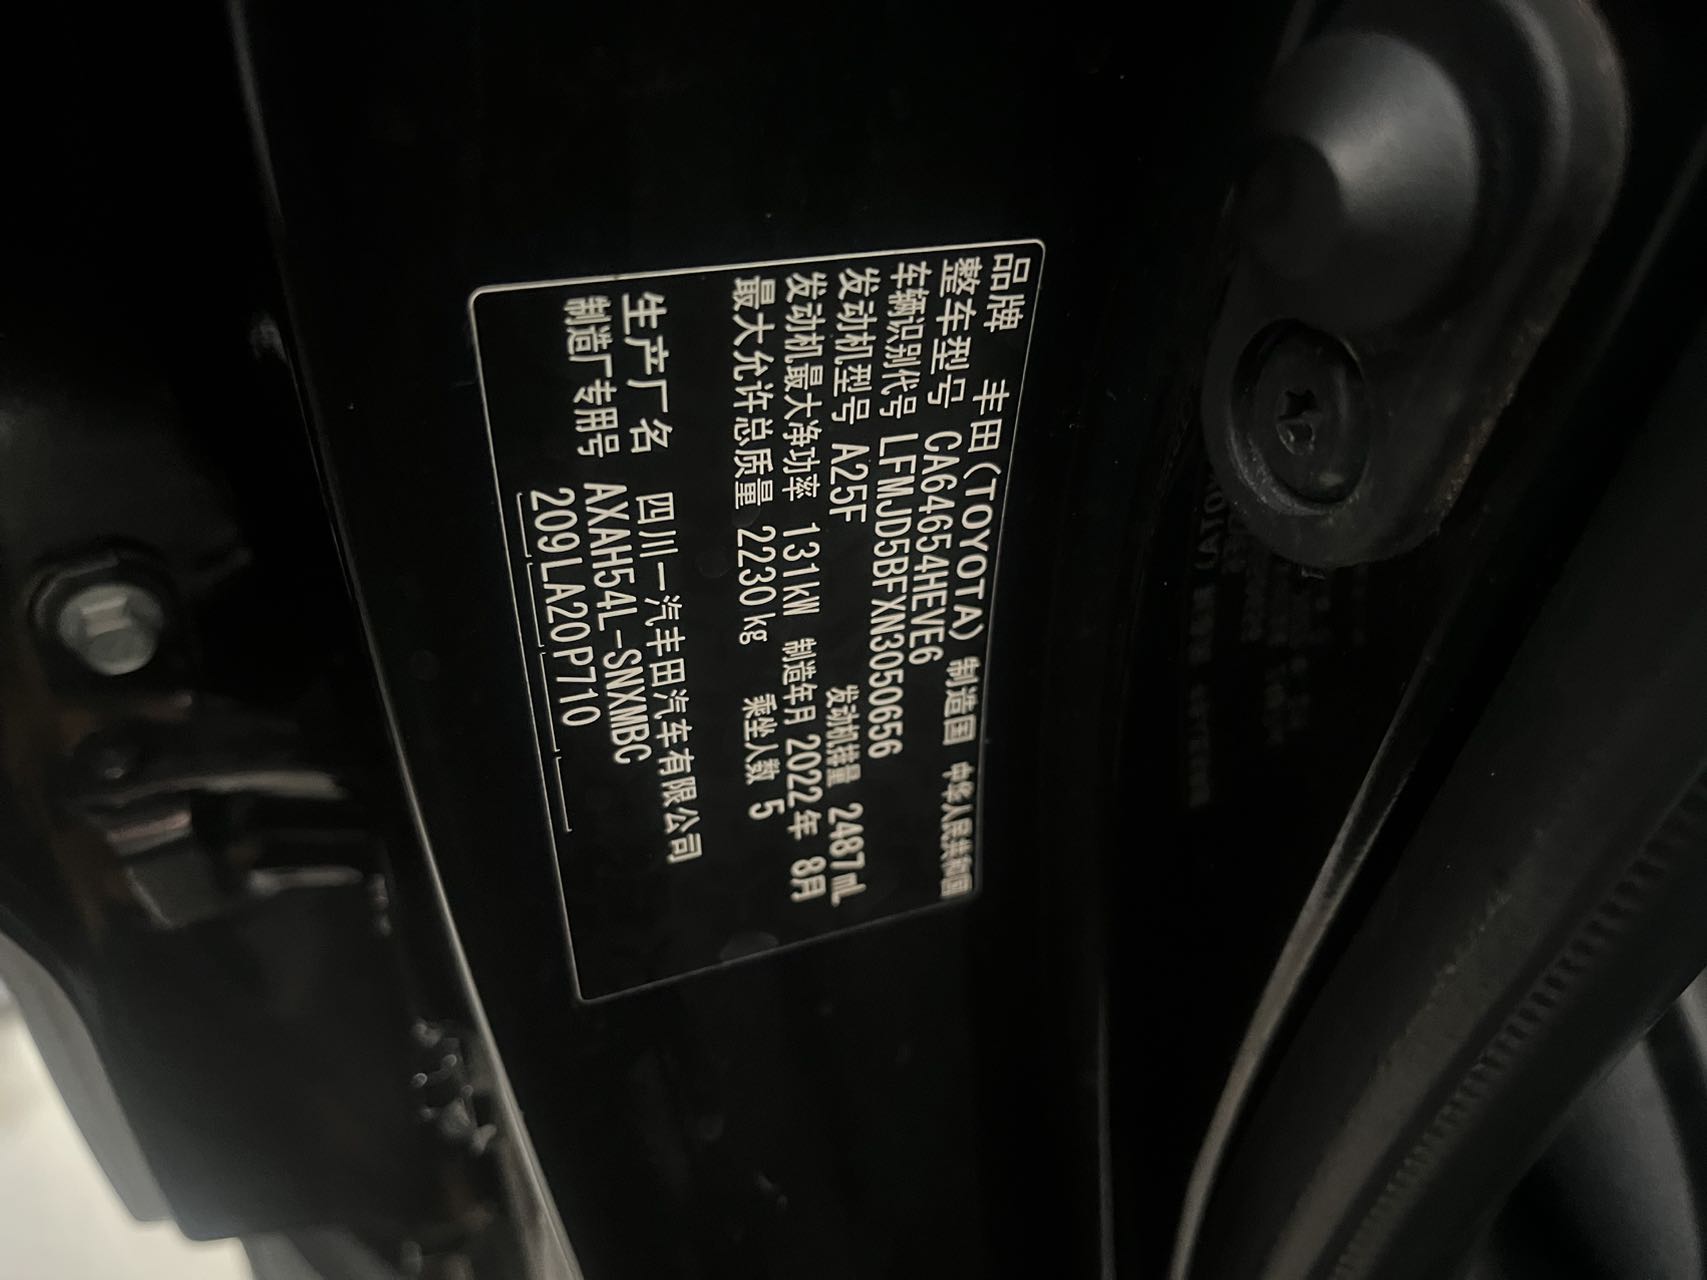 品牌 丰田(TOYOTA) 制造国 中华人民共和国
整车型号 CA64654HEVE6
车辆识别代号 LFMJD5BFXN3050656
发动机型号 A25F 发动机排量 2487mL
发动机最大净功率 131kW 制造年月 2022年 8月
最大允许总质量 2230kg 乘坐人数 5
生产厂名 四川一汽丰田汽车有限公司
制造厂专用号 AXAH54L-SNXMBC
209LA20P710